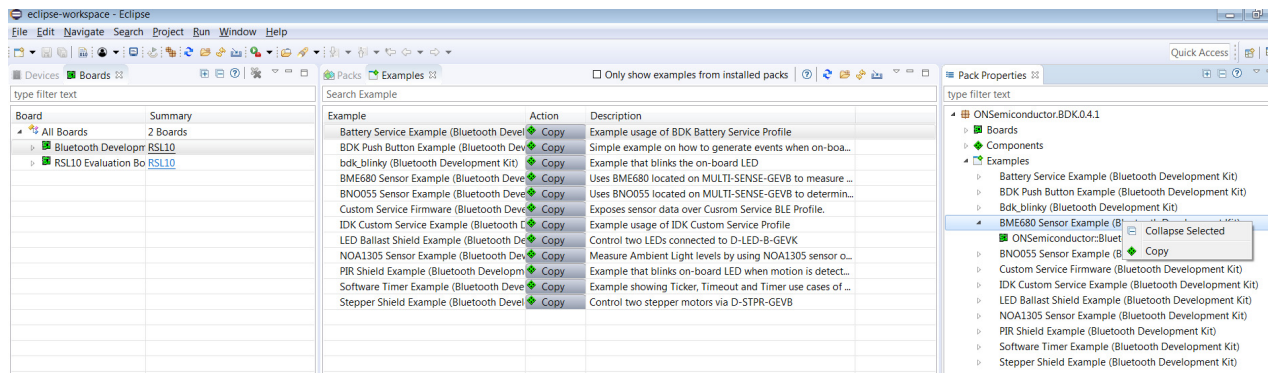 eclipse-workspace - Eclipse
File Edit Navigate Search Project Run Window Help
Quick Access
Devices Boards
type filter text
Board Summary
All Boards 2 Boards
Bluetooth Developm RSL10
RSL10 Evaluation Bo RSL10
Packs Examples Only show examples from installed packs
Search Example
Example Action Description
Battery Service Example (Bluetooth Devel Copy Example usage of BDK Battery Service Profile
BDK Push Button Example (Bluetooth Dev Copy Simple example on how to generate events when on-boa...
bdk_blinky (Bluetooth Development Kit) Copy Example that blinks the on-board LED
BME680 Sensor Example (Bluetooth Deve Copy Uses BME680 located on MULTI-SENSE-GEVB to measure ...
BNO055 Sensor Example (Bluetooth Deve Copy Uses BNO055 located on MULTI-SENSE-GEVB to determin...
Custom Service Firmware (Bluetooth Deve Copy Exposes sensor data over Cusrom Service BLE Profile.
IDK Custom Service Example (Bluetooth D Copy Example usage of IDK Custom Service Profile
LED Ballast Shield Example (Bluetooth De Copy Control two LEDs connected to D-LED-B-GEVK
NOA1305 Sensor Example (Bluetooth Dev Copy Measure Ambient Light levels by using NOA1305 sensor o...
PIR Shield Example (Bluetooth Developm Copy Example that blinks on-board LED when motion is detect...
Software Timer Example (Bluetooth Deve Copy Example showing Ticker, Timeout and Timer use cases of ...
Stepper Shield Example (Bluetooth Devel Copy Control two stepper motors via D-STPR-GEVB
Pack Properties
type filter text
ONSemiconductor.BDK.0.4.1
Boards
Components
Examples
Battery Service Example (Bluetooth Development Kit)
BDK Push Button Example (Bluetooth Development Kit)
Bdk_blinky (Bluetooth Development Kit)
BME680 Sensor Example (B
Collapse Selected
ONSemiconductor::Bluet
Copy
BNO055 Sensor Example (B
Custom Service Firmware (Bluetooth Development Kit)
IDK Custom Service Example (Bluetooth Development Kit)
LED Ballast Shield Example (Bluetooth Development Kit)
NOA1305 Sensor Example (Bluetooth Development Kit)
PIR Shield Example (Bluetooth Development Kit)
Software Timer Example (Bluetooth Development Kit)
Stepper Shield Example (Bluetooth Development Kit)